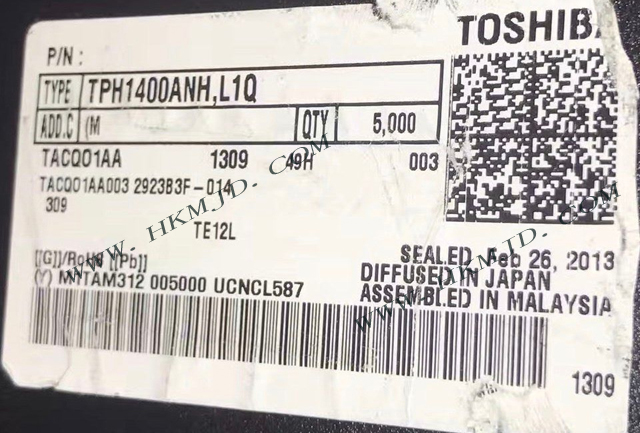 TOSHIBA
P/N :
TYPE TPH1400ANH,L1Q
ADD.C (M QTY 5,000
TACQ01AA 1309 49H 003
TACQ01AA003 2923B3F-014
309
TE12L
[[G]]/RoHS [[Pb]]
SEALED Feb 26, 2013
DIFFUSED IN JAPAN
ASSEMBLED IN MALAYSIA
(Y) MNTAM312 005000 UCNCL587
1309
WWW. HKMJD. COM
WWW. HKMJD. COM